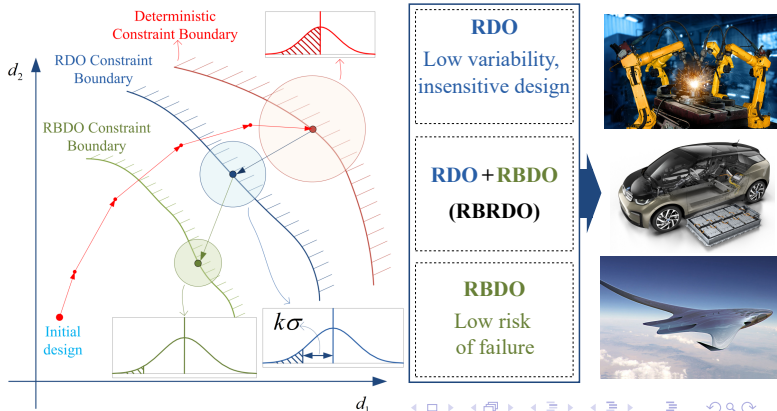 Deterministic
Constraint Boundary
d₂
RDO Constraint
Boundary
RBDO Constraint
Boundary
Initial
design
kσ
d₁
RDO
Low variability,
insensitive design
RDO + RBDO
(RBRDO)
RBDO
Low risk
of failure